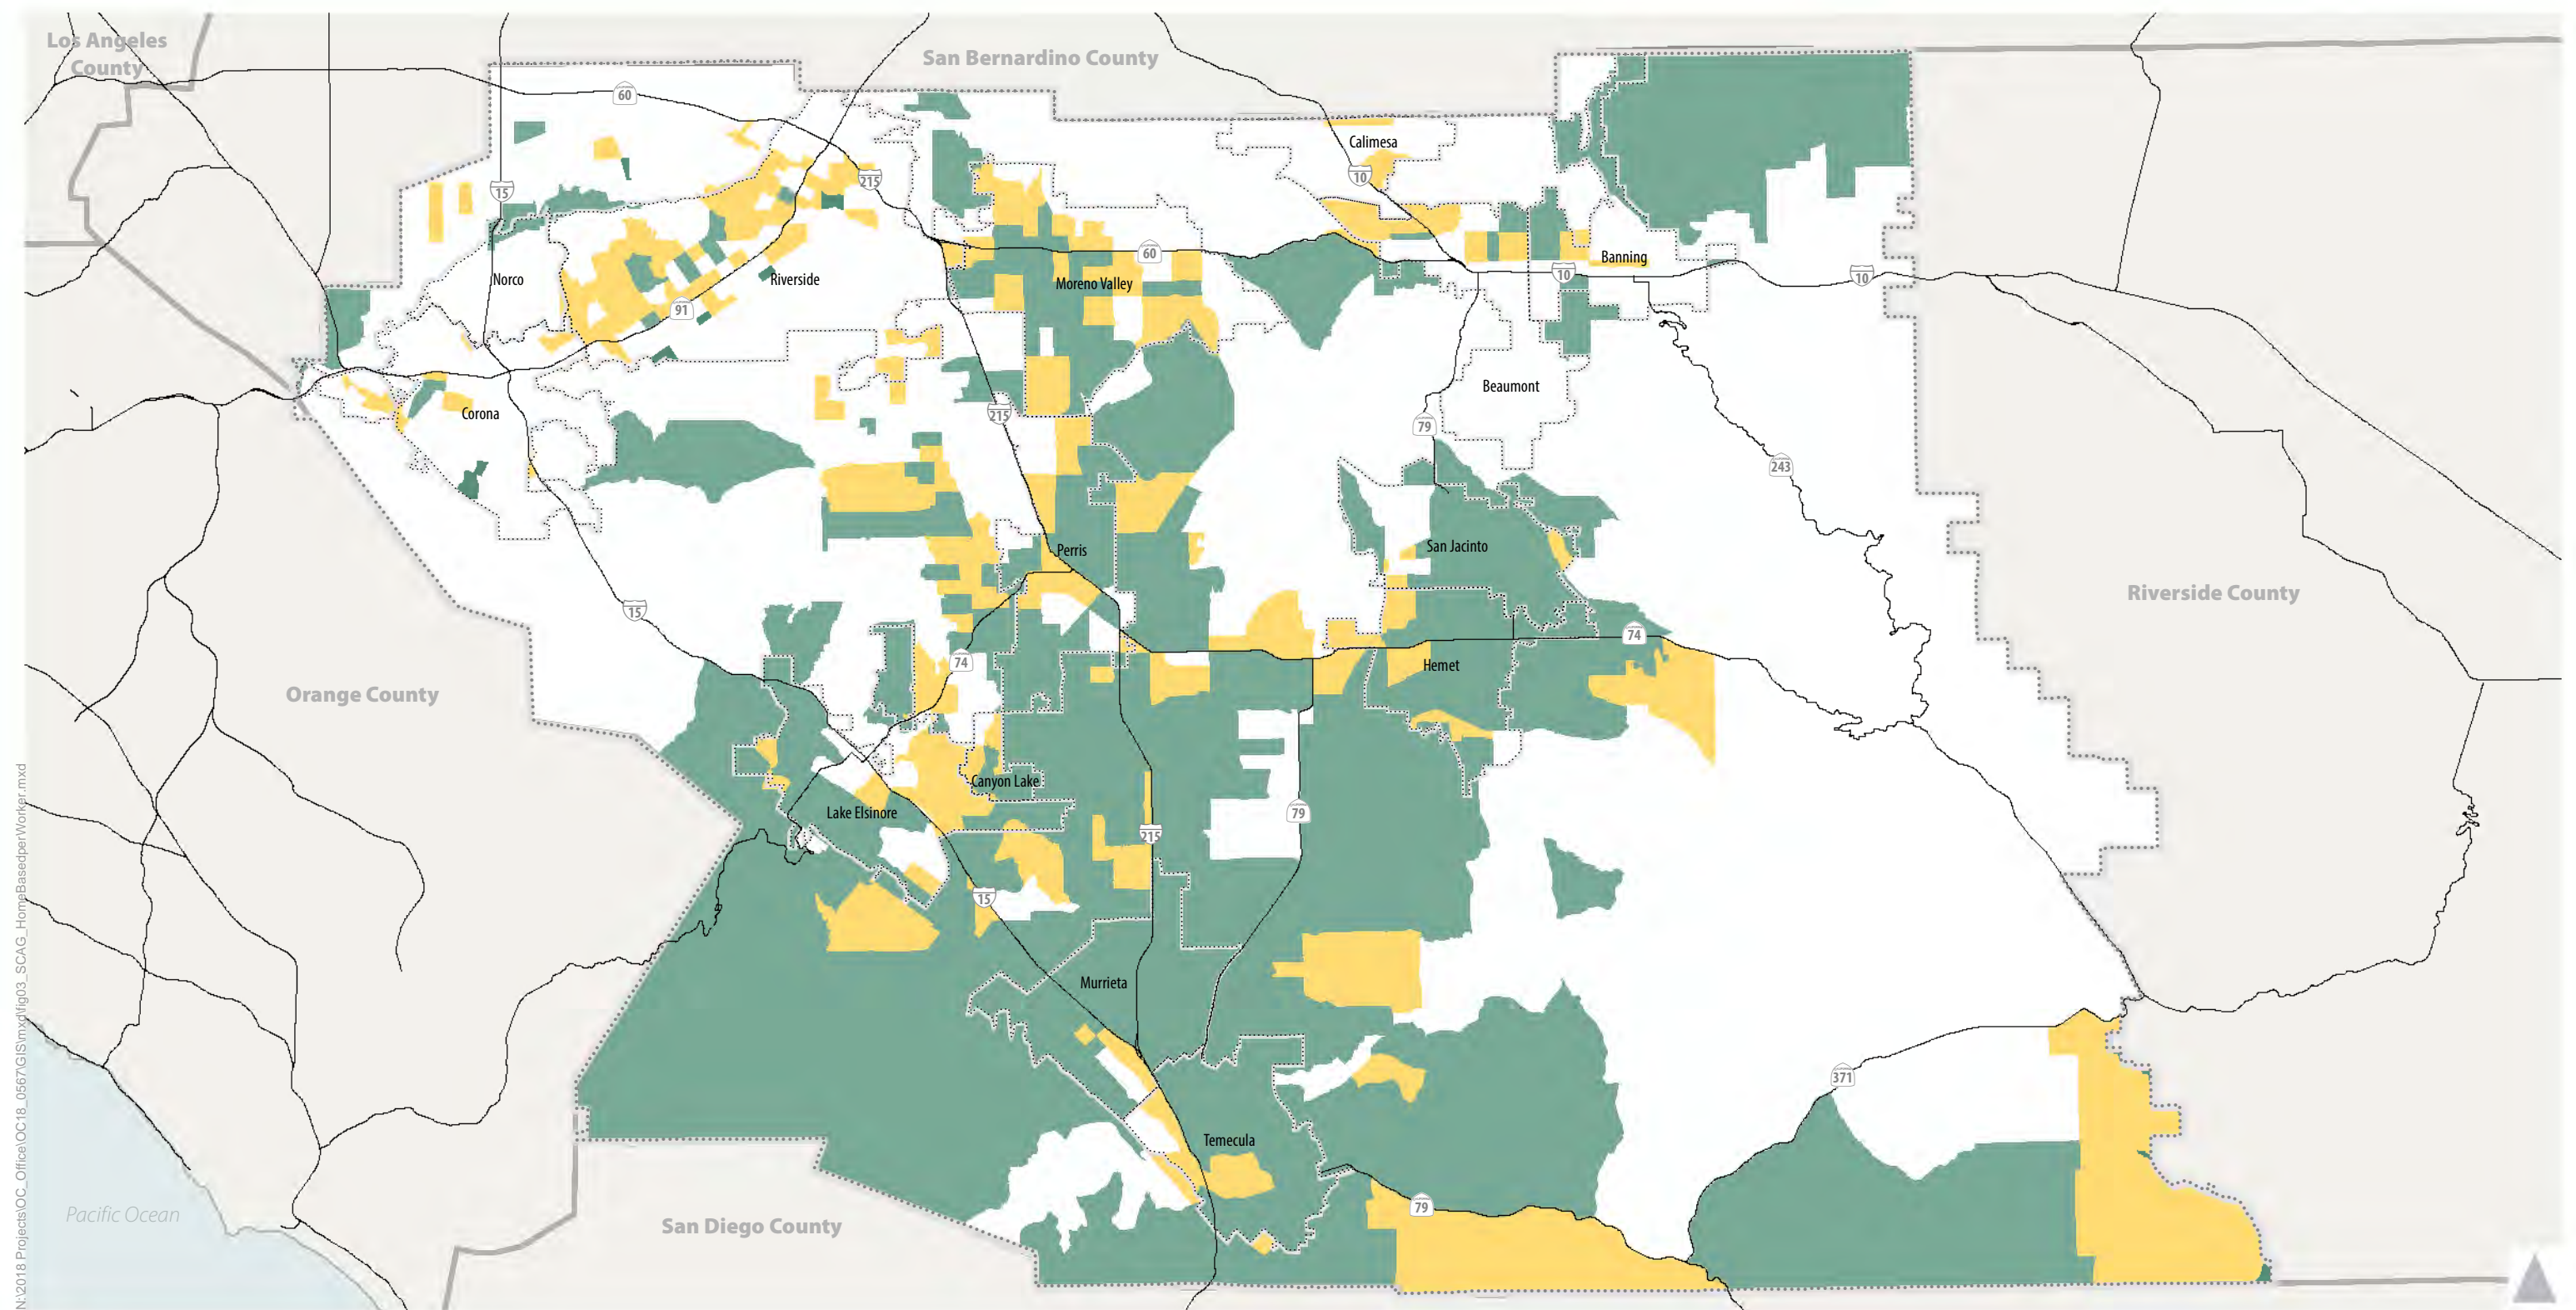 Los Angeles
County
San Bernardino County
60
Calimesa
10
215
15
Norco
Riverside
60
Moreno Valley
Banning
10
10
91
Corona
215
Beaumont
79
243
Perris
San Jacinto
Riverside County
15
74
74
Hemet
Orange County
Canyon Lake
Lake Elsinore
79
215
15
Murrieta
371
Temecula
79
Pacific Ocean
San Diego County
N:\2018 Projects\OC_Office\OC18_0567\GIS\mxd\fig03_SCAG_HomeBasedperWorker.mxd